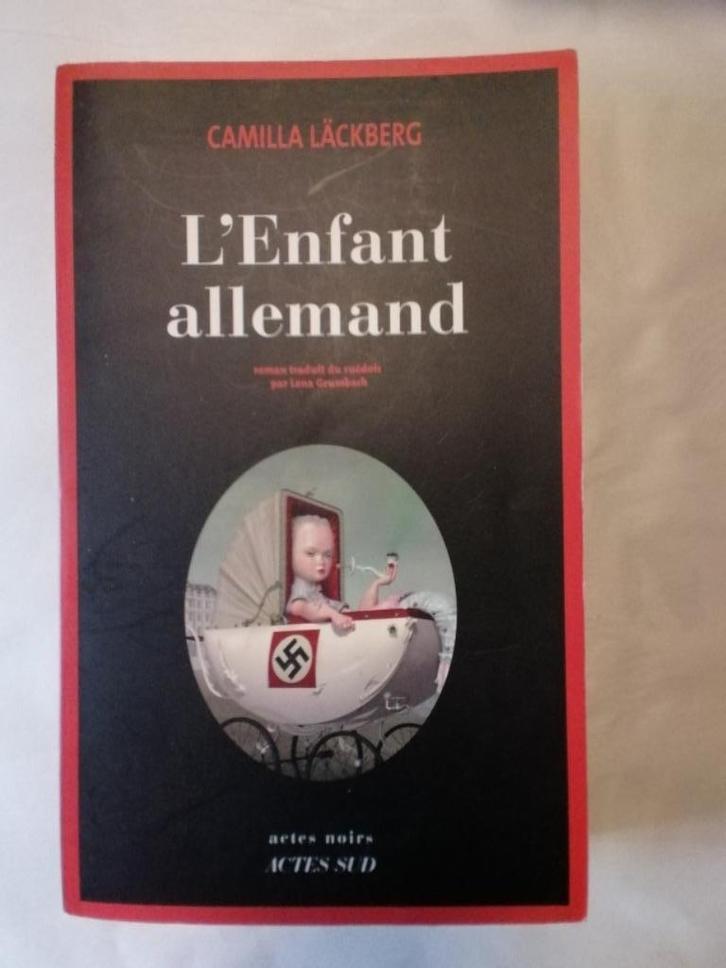 CAMILLA LÄCKBERG
L'Enfant
allemand
roman traduit du suédois
par Lena Grumbach
actes noirs
ACTES SUD